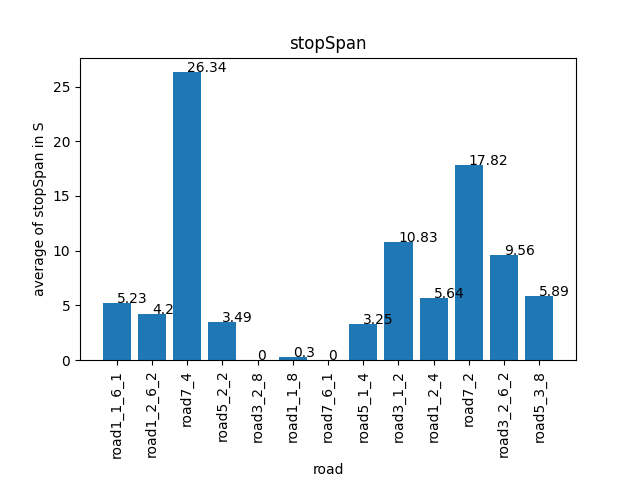 stopSpan
average of stopSpan in S
25
20
15
10
5
0
5.23
4.2
26.34
3.49
0
0.3
0
3.25
10.83
5.64
17.82
9.56
5.89
road1_1_6_1
road1_2_6_2
road7_4
road5_2_2
road3_2_8
road1_1_8
road7_6_1
road5_1_4
road3_1_2
road1_2_4
road7_2
road3_2_6_2
road5_3_8
road